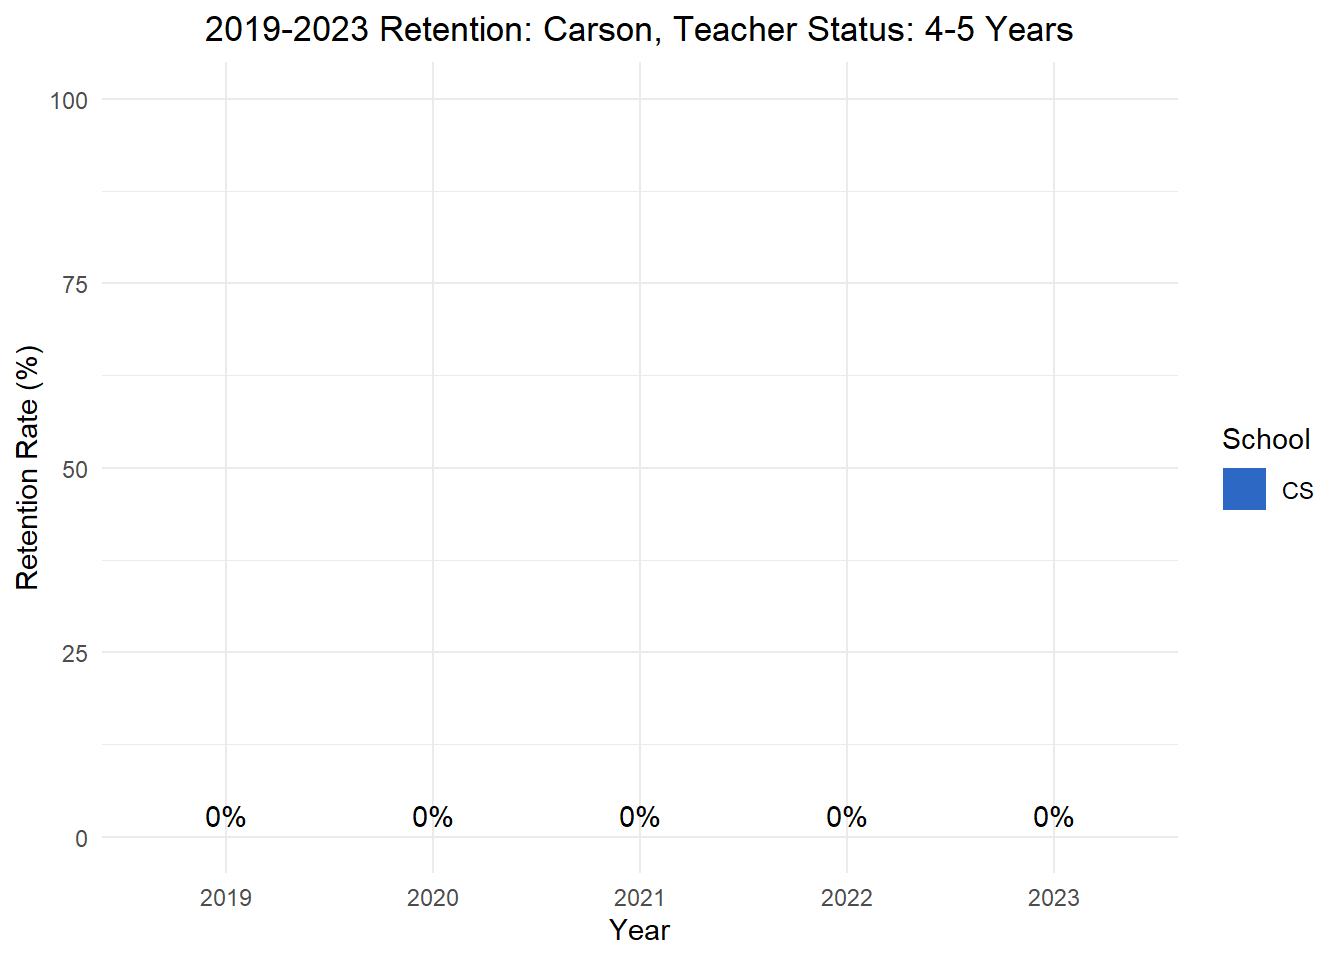 2019-2023 Retention: Carson, Teacher Status: 4-5 Years
Retention Rate (%)
100
75
50
25
0
0% 0% 0% 0% 0%
2019 2020 2021 2022 2023
Year
School
CS